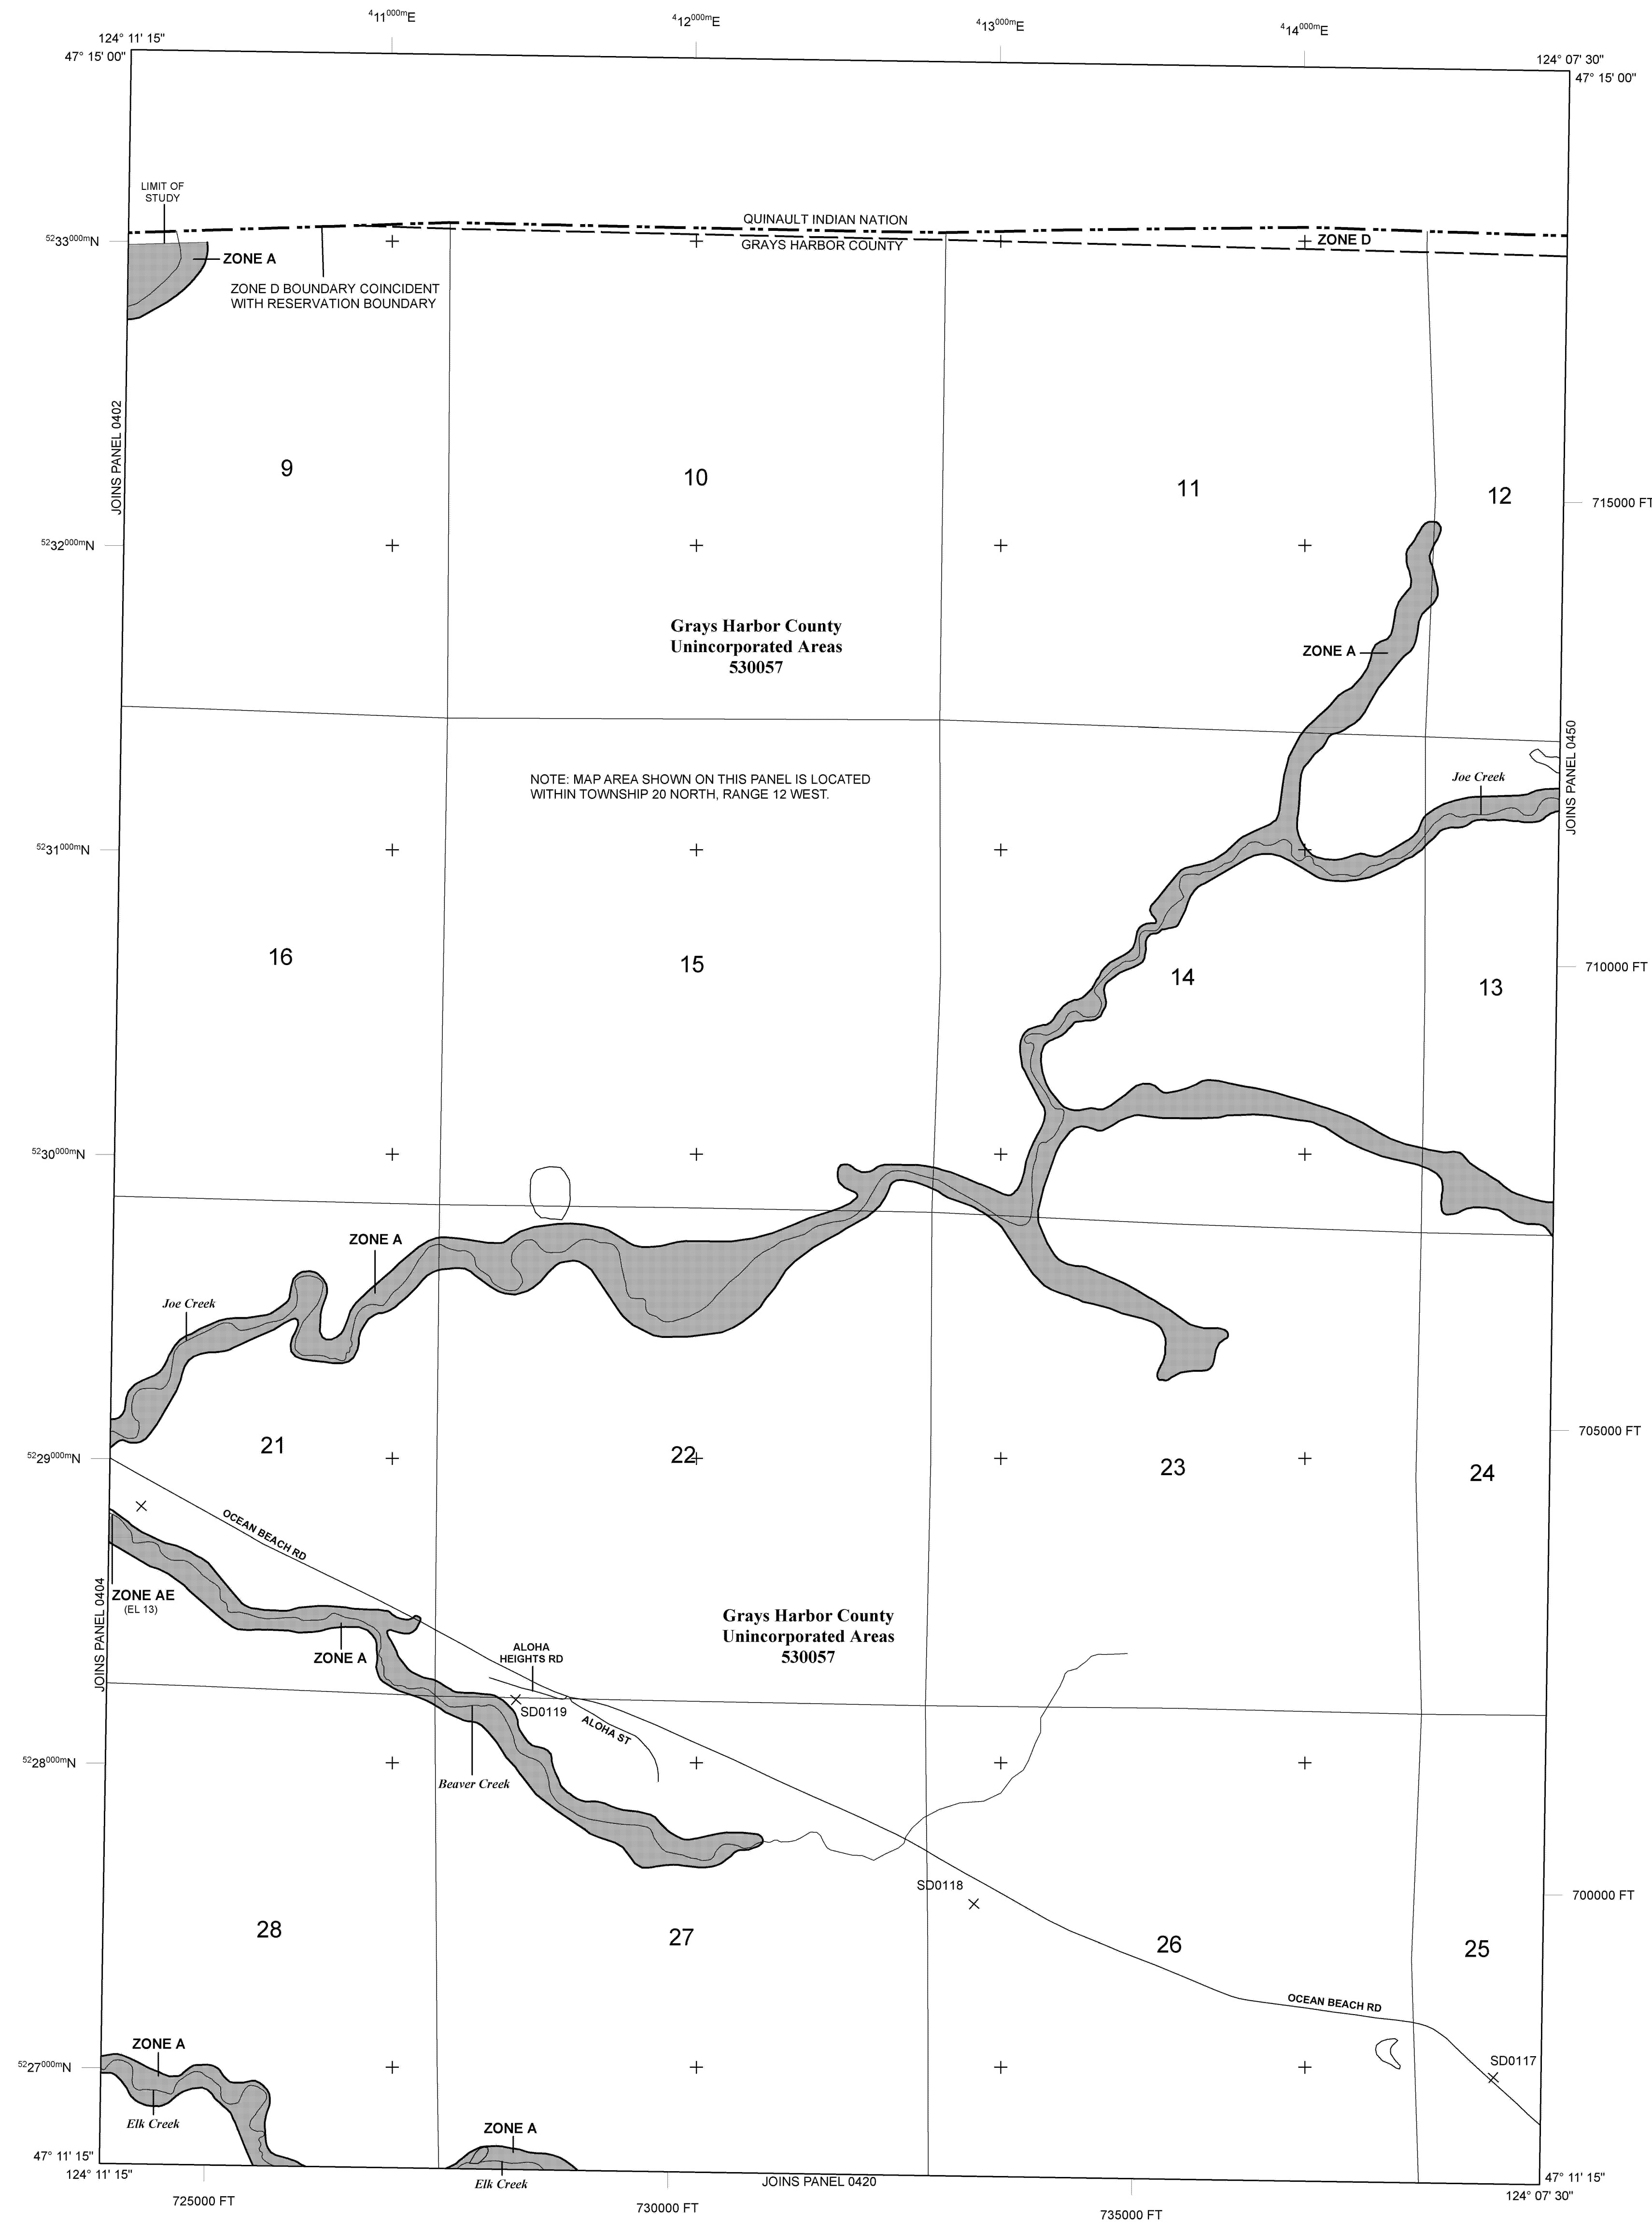 411000mE
412000mE
413000mE
414000mE
124° 11' 15"
47° 15' 00"
124° 07' 30"
47° 15' 00"
LIMIT OF
STUDY
QUINAULT INDIAN NATION
GRAYS HARBOR COUNTY
ZONE D
5233000mN
ZONE A
ZONE D BOUNDARY COINCIDENT
WITH RESERVATION BOUNDARY
JOINS PANEL 0402
9
10
11
12
715000 FT
5232000mN
Grays Harbor County
Unincorporated Areas
530057
ZONE A
JOINS PANEL 0450
NOTE: MAP AREA SHOWN ON THIS PANEL IS LOCATED
WITHIN TOWNSHIP 20 NORTH, RANGE 12 WEST.
Joe Creek
5231000mN
16
15
14
13
710000 FT
5230000mN
ZONE A
Joe Creek
21
22
23
24
705000 FT
5229000mN
OCEAN BEACH RD
JOINS PANEL 0404
ZONE AE
(EL 13)
ZONE A
ALOHA
HEIGHTS RD
Grays Harbor County
Unincorporated Areas
530057
SD0119
ALOHA ST
5228000mN
Beaver Creek
SD0118
700000 FT
28
27
26
25
OCEAN BEACH RD
ZONE A
5227000mN
SD0117
Elk Creek
ZONE A
Elk Creek
47° 11' 15"
124° 11' 15"
JOINS PANEL 0420
47° 11' 15"
124° 07' 30"
725000 FT
730000 FT
735000 FT